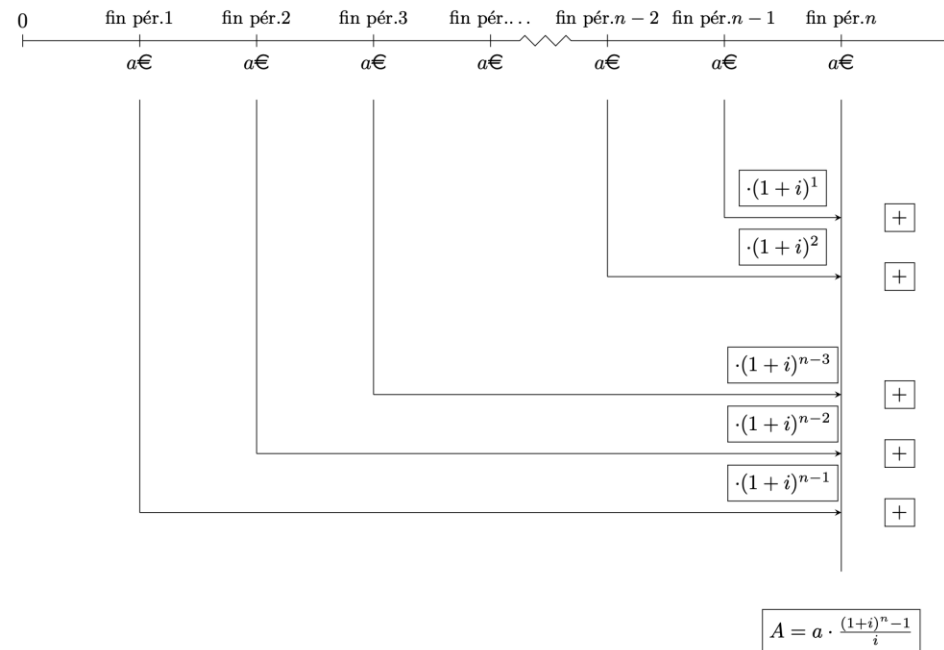 0 fin pér.1 fin pér.2 fin pér.3 fin pér.… fin pér.n − 2 fin pér.n − 1 fin pér.n
a€ a€ a€ a€ a€ a€ a€
·(1 + i)¹
+
·(1 + i)²
+
·(1 + i)ⁿ⁻³
+
·(1 + i)ⁿ⁻²
+
·(1 + i)ⁿ⁻¹
+
A = a · ((1+i)ⁿ−1)/i